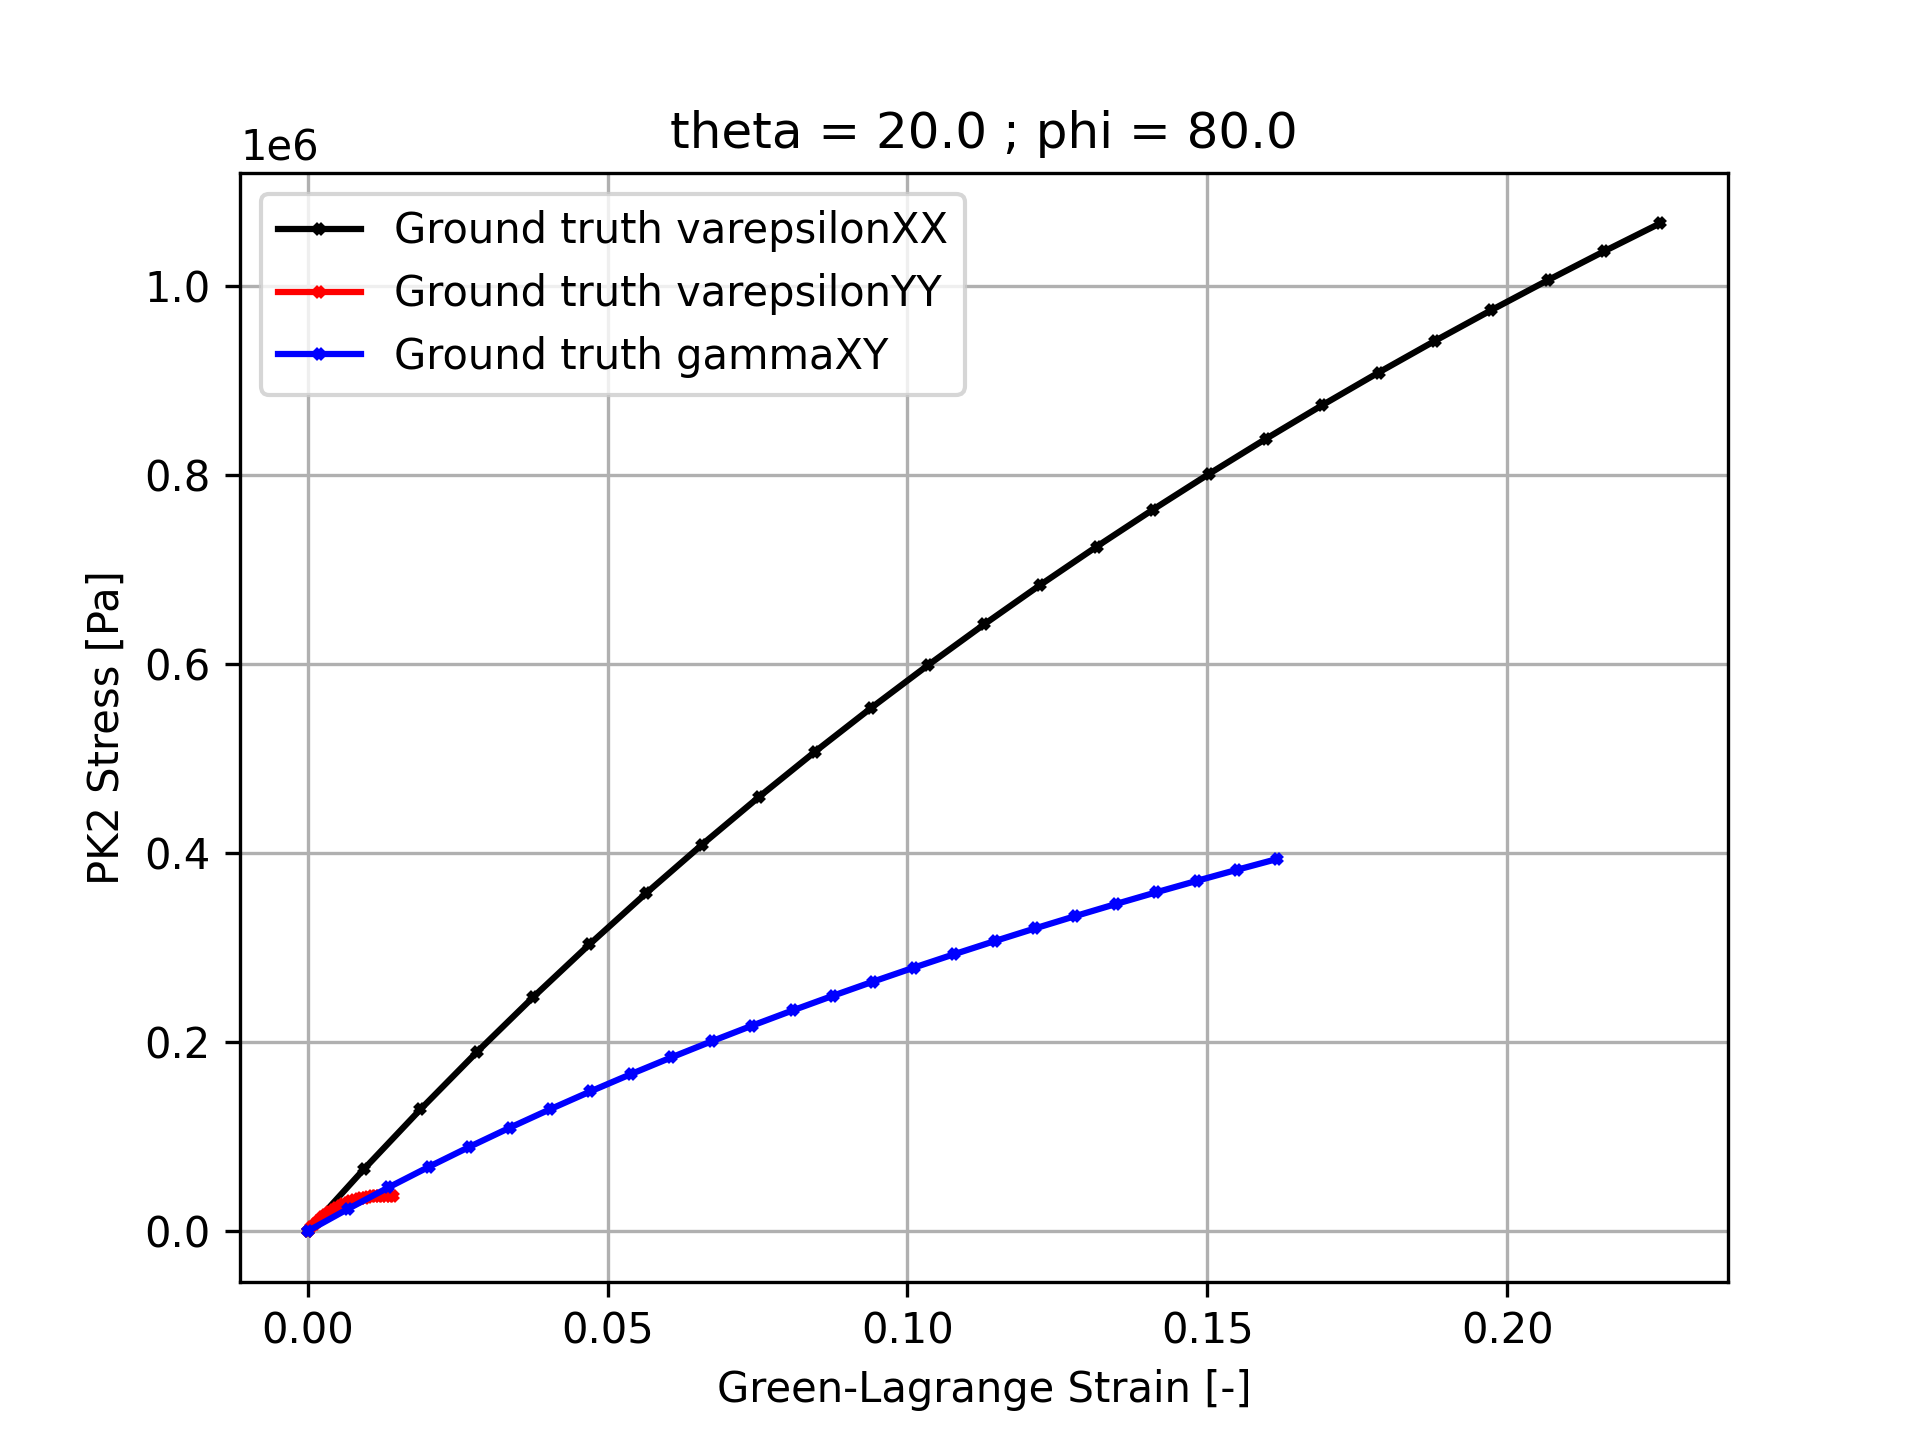 theta = 20.0 ; phi = 80.0
1e6
Ground truth varepsilonXX
Ground truth varepsilonYY
Ground truth gammaXY
1.0
0.8
0.6
0.4
0.2
0.0
PK2 Stress [Pa]
0.00 0.05 0.10 0.15 0.20
Green-Lagrange Strain [-]